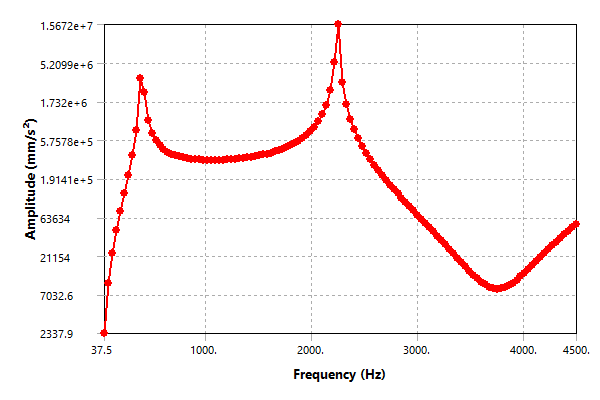 1.5672e+7
5.2099e+6
1.732e+6
5.7578e+5
1.9141e+5
63634
21154
7032.6
2337.9
Amplitude (mm/s²)
37.5 1000. 2000. 3000. 4000. 4500.
Frequency (Hz)